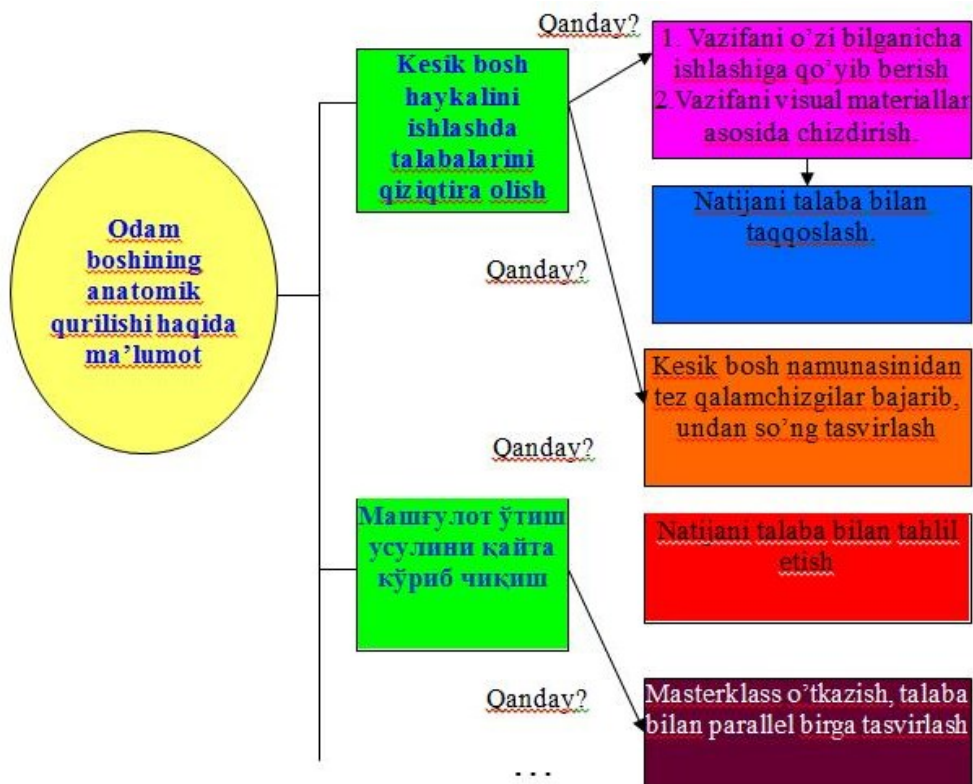 Odam
boshining
anatomik
qurilishi haqida
ma’lumot
Kesik bosh
haykalini
ishlashda
talabalarini
qiziqtira olish
Qanday?
1. Vazifani o’zi bilganicha
ishlashiga qo’yib berish
2.Vazifani visual materiallar
asosida chizdirish.
Natijani talaba bilan
taqqoslash.
Qanday?
Kesik bosh namunasinidan
tez qalamchizgilar bajarib,
undan so’ng tasvirlash
Qanday?
Машғулот ўтиш
усулини қайта
кўриб чиқиш
Natijani talaba bilan tahlil
etish
Qanday?
Masterklass o’tkazish, talaba
bilan parallel birga tasvirlash
...